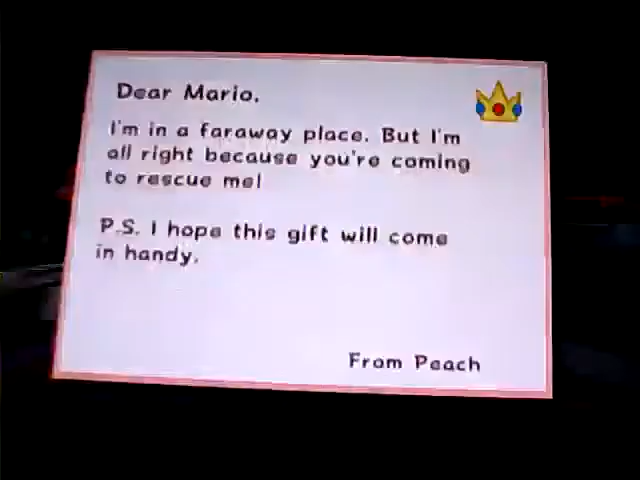 Dear Mario,
I'm in a faraway place. But I'm
all right because you're coming
to rescue me!
P.S. I hope this gift will come
in handy.
From Peach